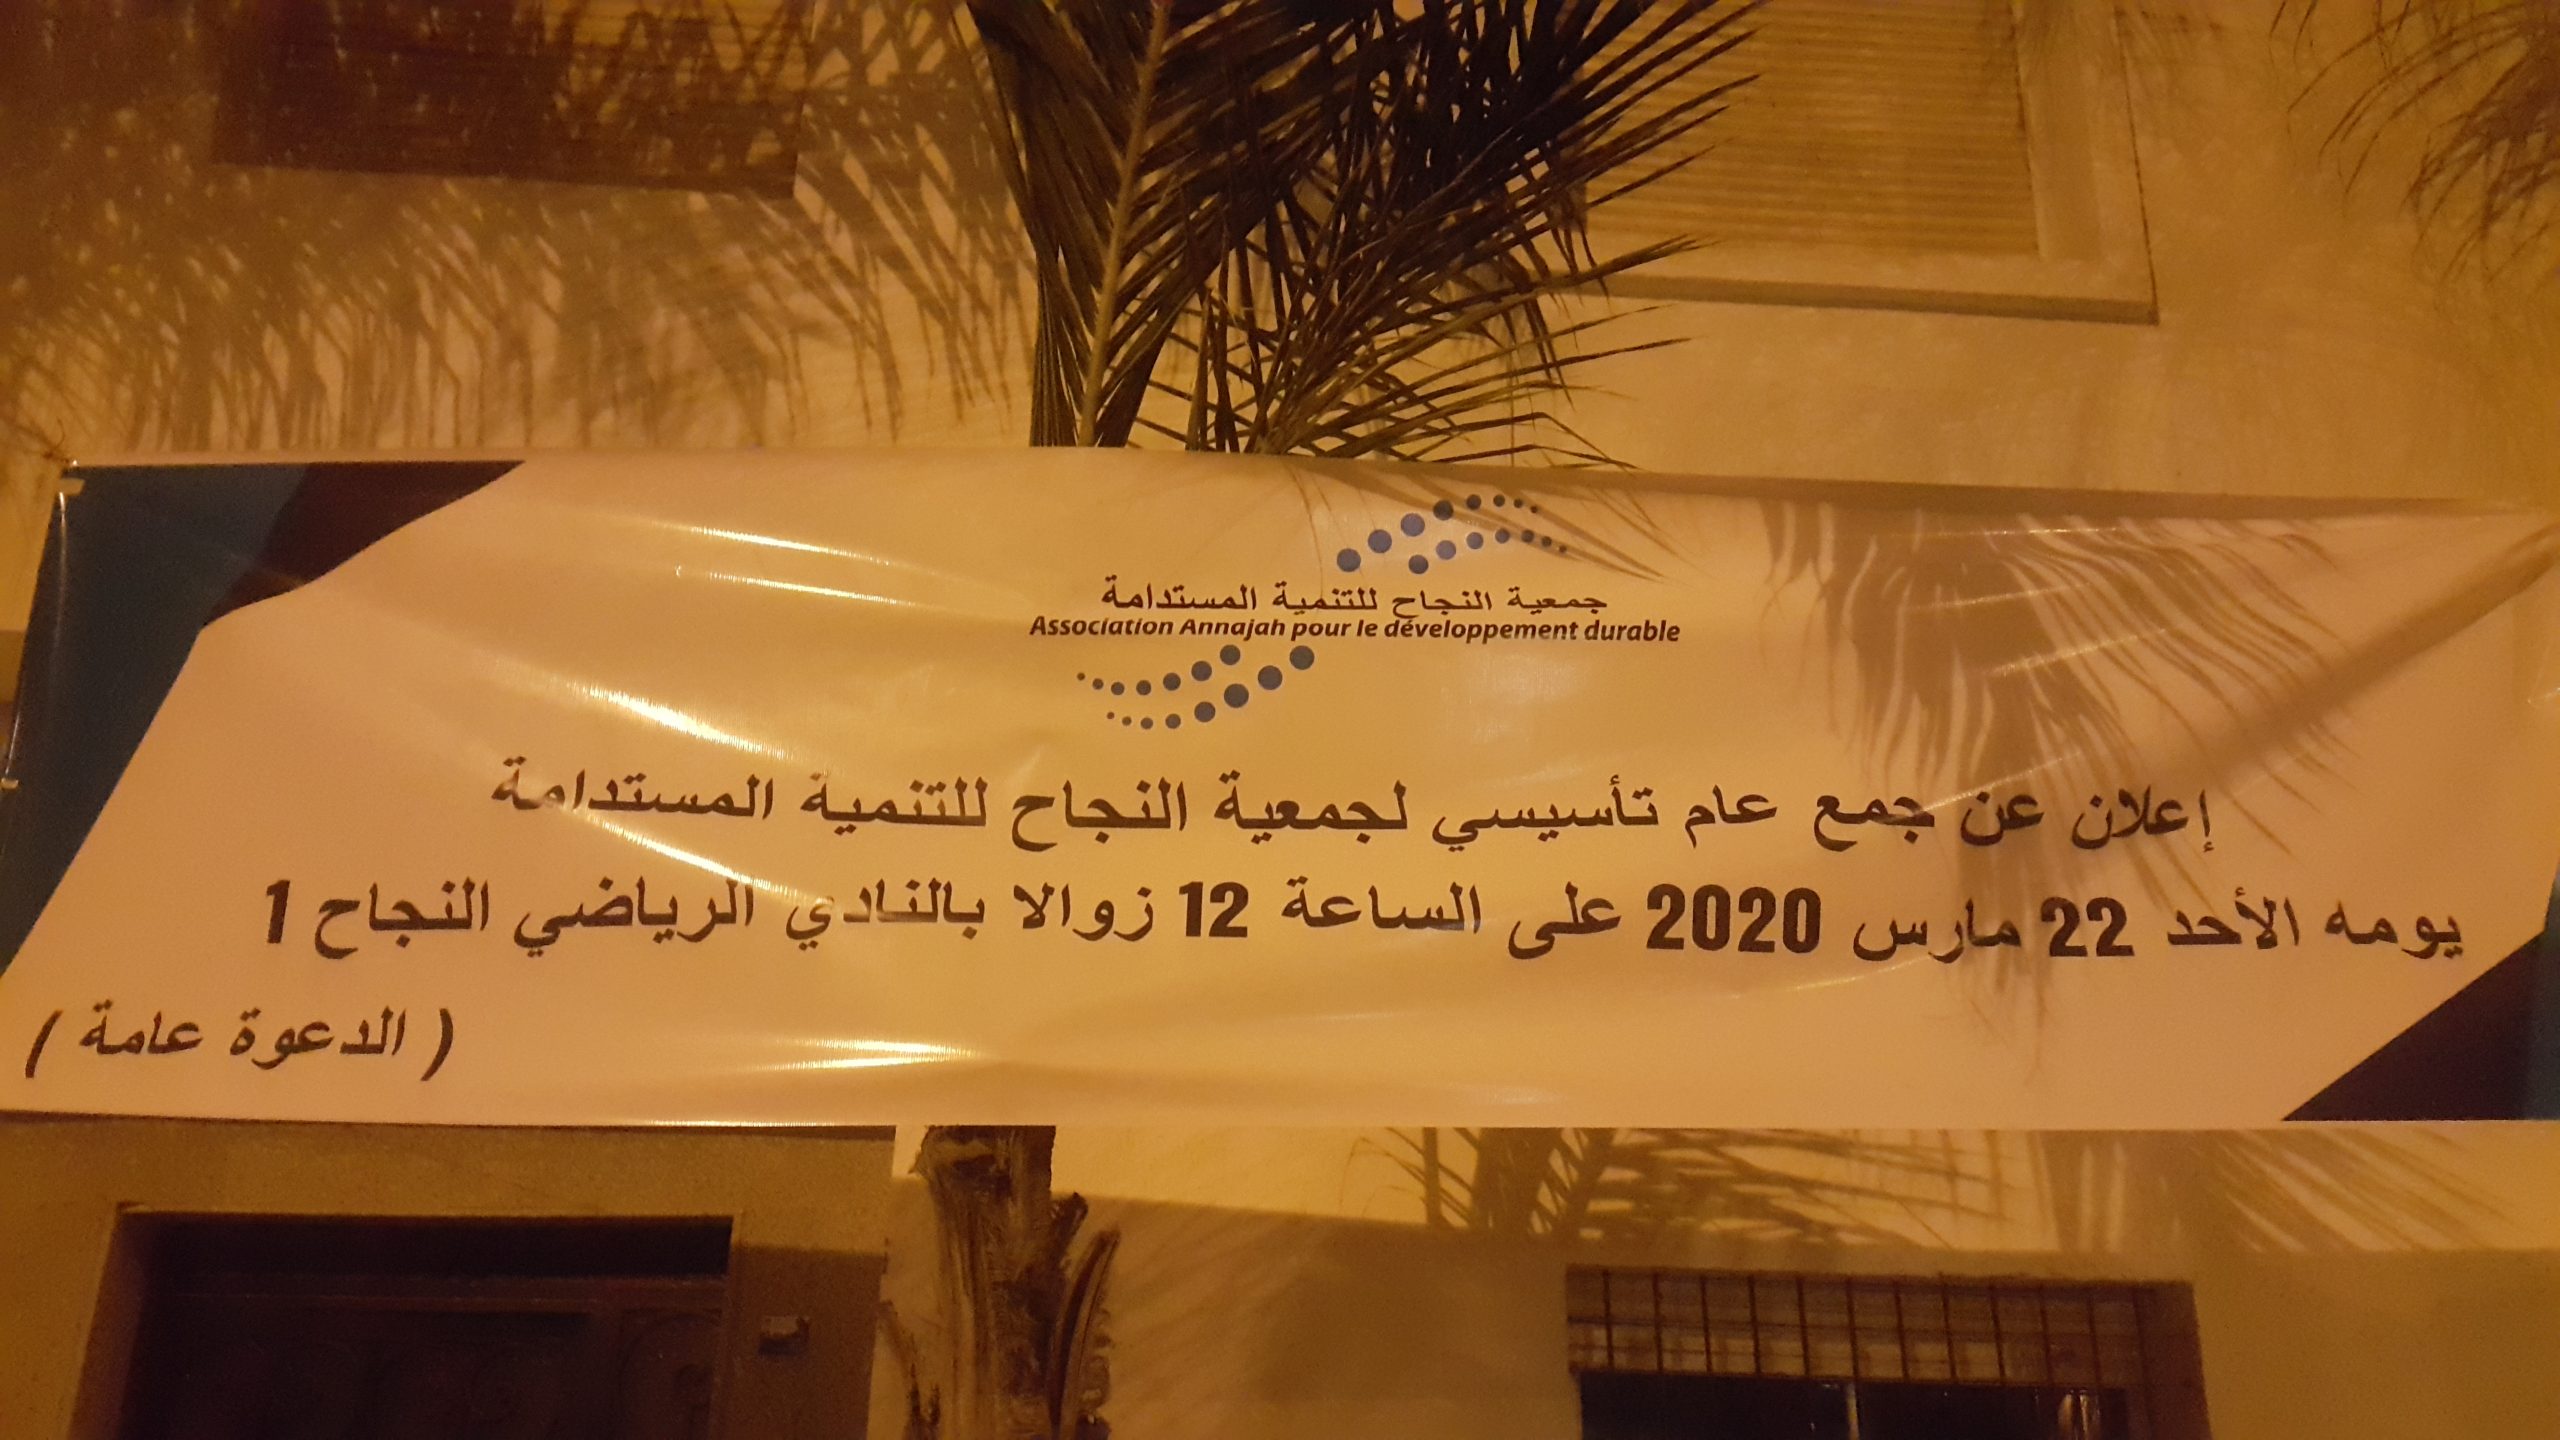 جمعية النجاح للتنمية المستدامة
Association Annajah pour le développement durable
إعلان عن جمع عام تأسيسي لجمعية النجاح للتنمية المستدامة
يومه الأحد 22 مارس 2020 على الساعة 12 زوالا بالنادي الرياضي النجاح 1
( الدعوة عامة )